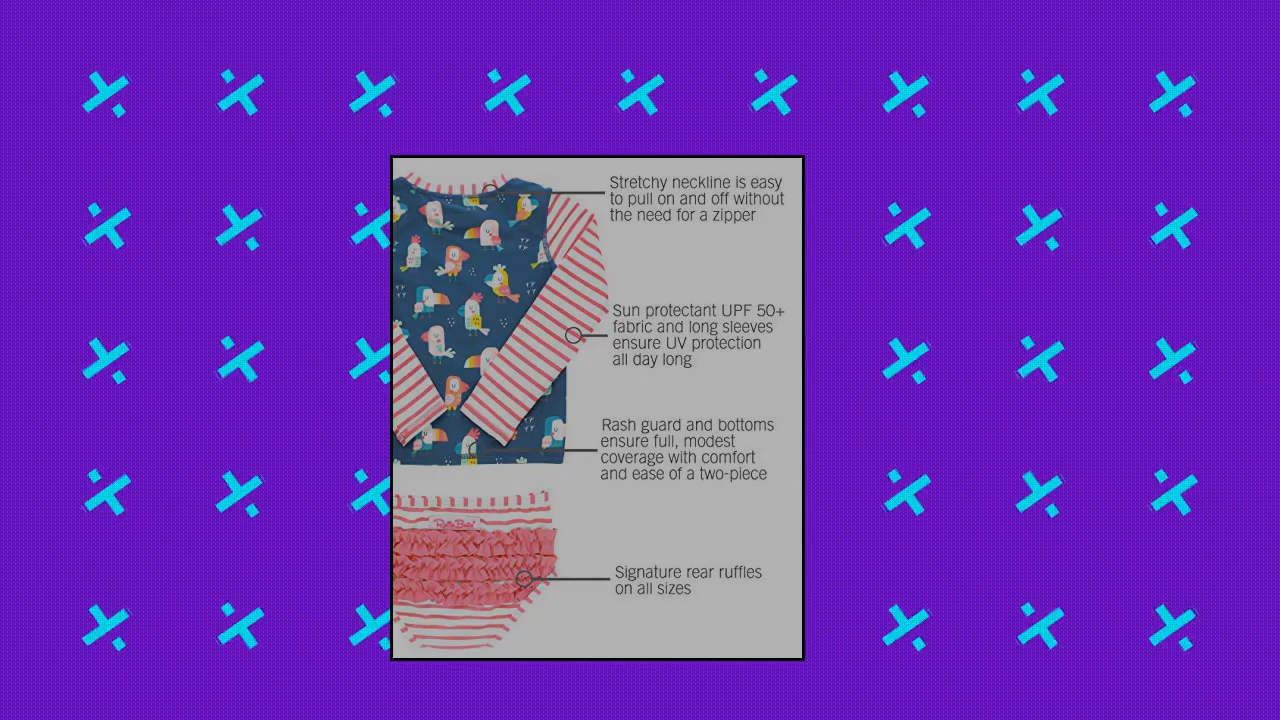 Stretchy neckline is easy
to pull on and off without
the need for a zipper
Sun protectant UPF 50+
fabric and long sleeves
ensure UV protection
all day long
Rash guard and bottoms
ensure full, modest
coverage with comfort
and ease of a two-piece
RuffleButts
Signature rear ruffles
on all sizes